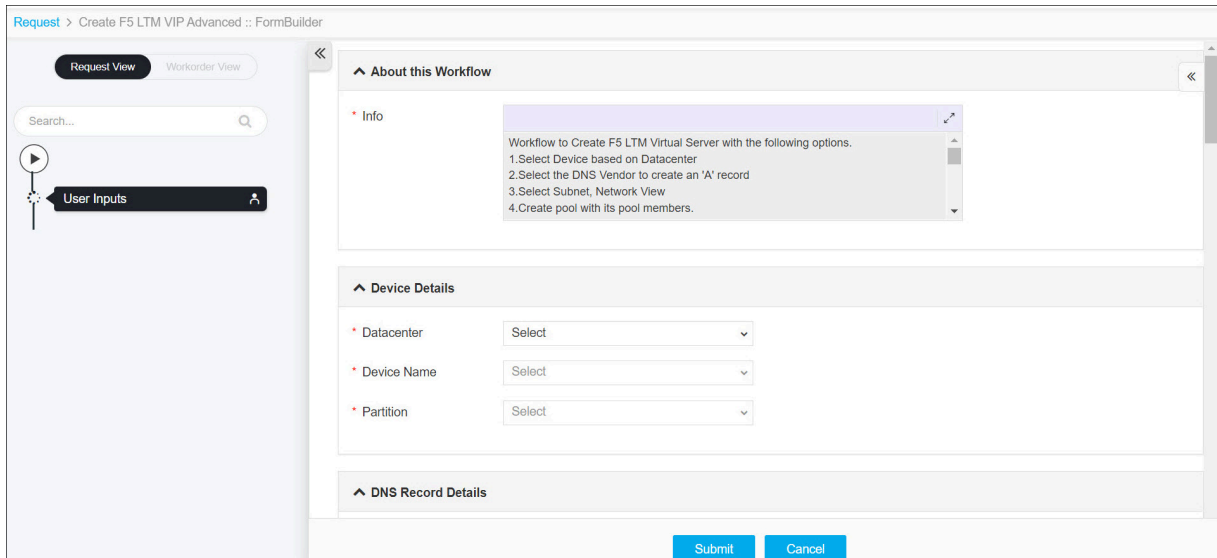 Request > Create F5 LTM VIP Advanced :: FormBuilder
Request View
Workorder View
Search...
User Inputs
About this Workflow
* Info
Workflow to Create F5 LTM Virtual Server with the following options.
1.Select Device based on Datacenter
2.Select the DNS Vendor to create an 'A' record
3.Select Subnet, Network View
4.Create pool with its pool members.
Device Details
* Datacenter
Select
* Device Name
Select
* Partition
Select
DNS Record Details
Submit
Cancel